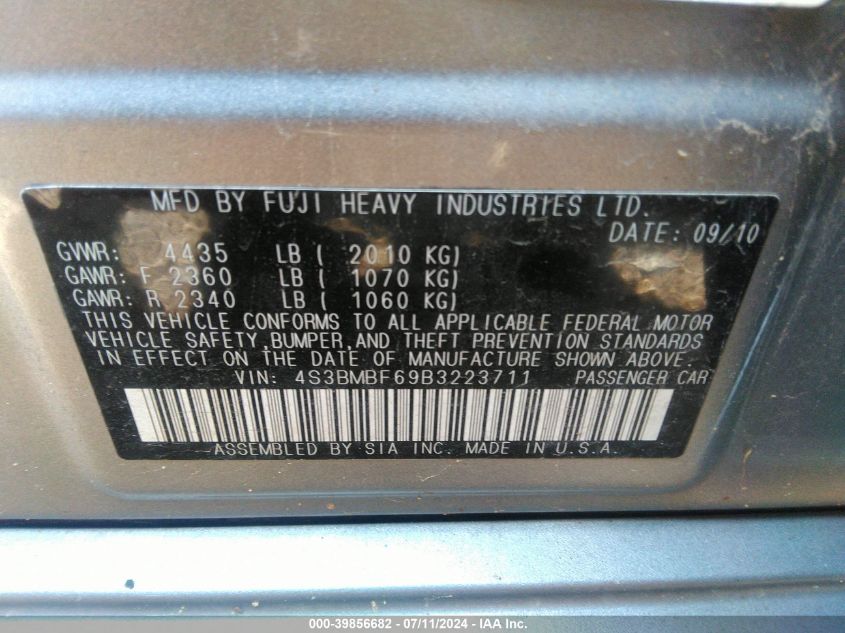 MFD BY FUJI HEAVY INDUSTRIES LTD.
DATE: 09/10
GVWR: 4435 LB ( 2010 KG)
GAWR: F 2360 LB ( 1070 KG)
GAWR: R 2340 LB ( 1060 KG)
THIS VEHICLE CONFORMS TO ALL APPLICABLE FEDERAL MOTOR
VEHICLE SAFETY,BUMPER,AND THEFT PREVENTION STANDARDS
IN EFFECT ON THE DATE OF MANUFACTURE SHOWN ABOVE.
VIN: 4S3BMBF69B3223711 PASSENGER CAR
ASSEMBLED BY SIA INC. MADE IN U.S.A.
000-39856682 - 07/11/2024 - IAA Inc.